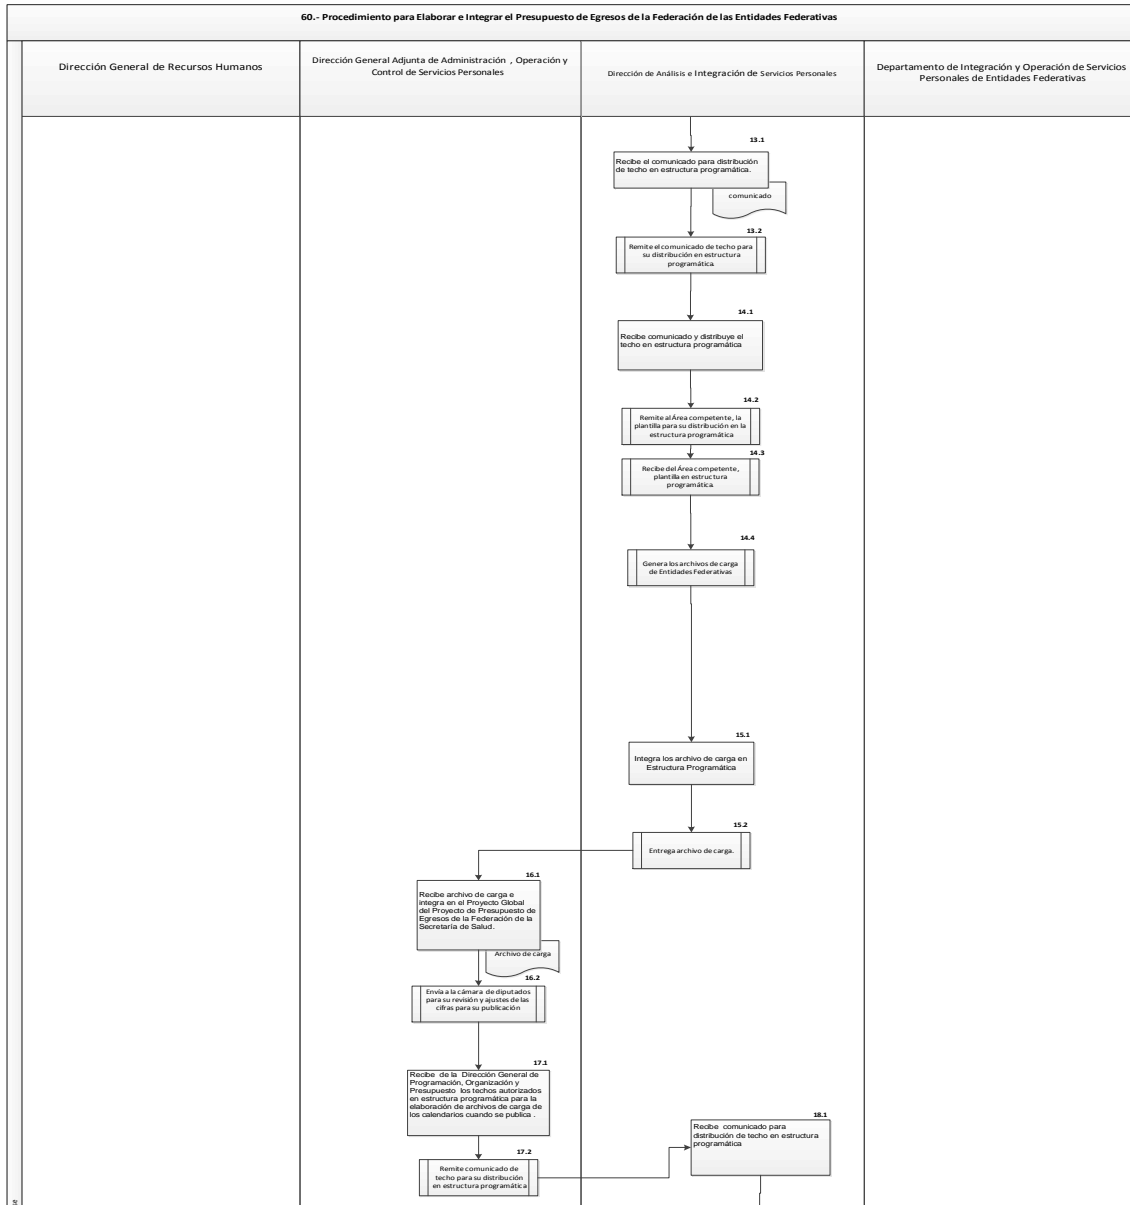 60.- Procedimiento para Elaborar e Integrar el Presupuesto de Egresos de la Federación de las Entidades Federativas
Dirección General de Recursos Humanos
Dirección General Adjunta de Administración , Operación y
Control de Servicios Personales
Dirección de Análisis e Integración de Servicios Personales
Departamento de Integración y Operación de Servicios
Personales de Entidades Federativas
13.1
Recibe el comunicado para distribución
de techo en estructura programática.
comunicado
13.2
Remite el comunicado de techo para
su distribución en estructura
programática.
14.1
Recibe comunicado y distribuye el
techo en estructura programática
14.2
Remite al Área competente, la
plantilla para su distribución en la
estructura programática
14.3
Recibe del Área competente,
plantilla en estructura
programática.
14.4
Genera los archivos de carga
de Entidades Federativas
15.1
Integra los archivo de carga en
Estructura Programática
15.2
Entrega archivo de carga.
16.1
Recibe archivo de carga e
integra en el Proyecto Global
del Proyecto de Presupuesto de
Egresos de la Federación de la
Secretaría de Salud.
Archivo de carga
16.2
Envía a la cámara de diputados
para su revisión y ajustes de las
cifras para su publicación
17.1
Recibe de la Dirección General de
Programación, Organización y
Presupuesto los techos autorizados
en estructura programática para la
elaboración de archivos de carga de
los calendarios cuando se publica .
17.2
Remite comunicado de
techo para su distribución
en estructura programática
18.1
Recibe comunicado para
distribución de techo en estructura
programática